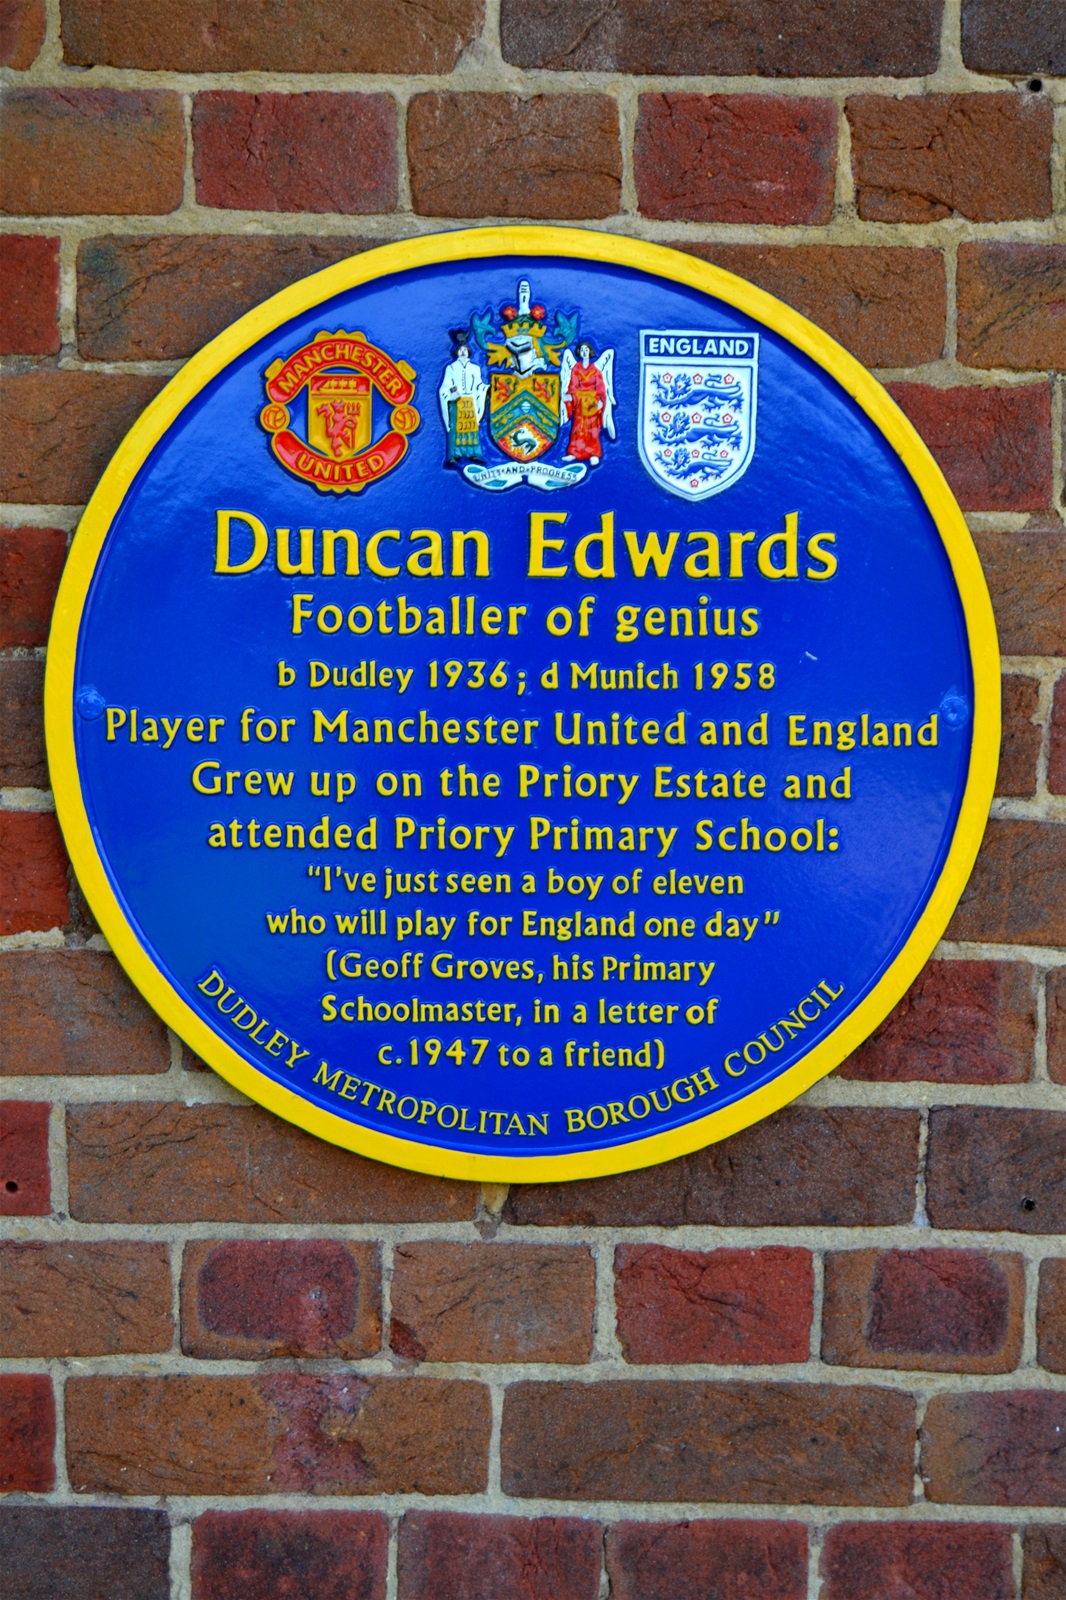 MANCHESTER
UNITED
UNITY AND PROGRESS
ENGLAND
Duncan Edwards
Footballer of genius
b Dudley 1936; d Munich 1958
Player for Manchester United and England
Grew up on the Priory Estate and
attended Priory Primary School:
"I've just seen a boy of eleven
who will play for England one day"
(Geoff Groves, his Primary
Schoolmaster, in a letter of
c.1947 to a friend)
DUDLEY METROPOLITAN BOROUGH COUNCIL